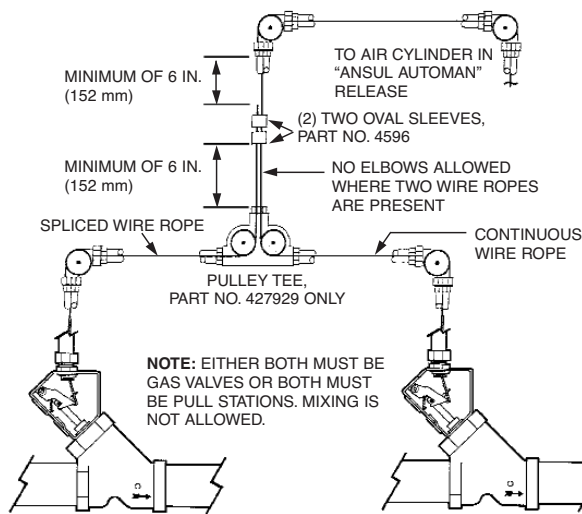 TO AIR CYLINDER IN
“ANSUL AUTOMAN”
RELEASE
MINIMUM OF 6 IN.
(152 mm)
(2) TWO OVAL SLEEVES,
PART NO. 4596
MINIMUM OF 6 IN.
(152 mm)
NO ELBOWS ALLOWED
WHERE TWO WIRE ROPES
ARE PRESENT
SPLICED WIRE ROPE
CONTINUOUS
WIRE ROPE
PULLEY TEE,
PART NO. 427929 ONLY
NOTE: EITHER BOTH MUST BE
GAS VALVES OR BOTH MUST
BE PULL STATIONS. MIXING IS
NOT ALLOWED.